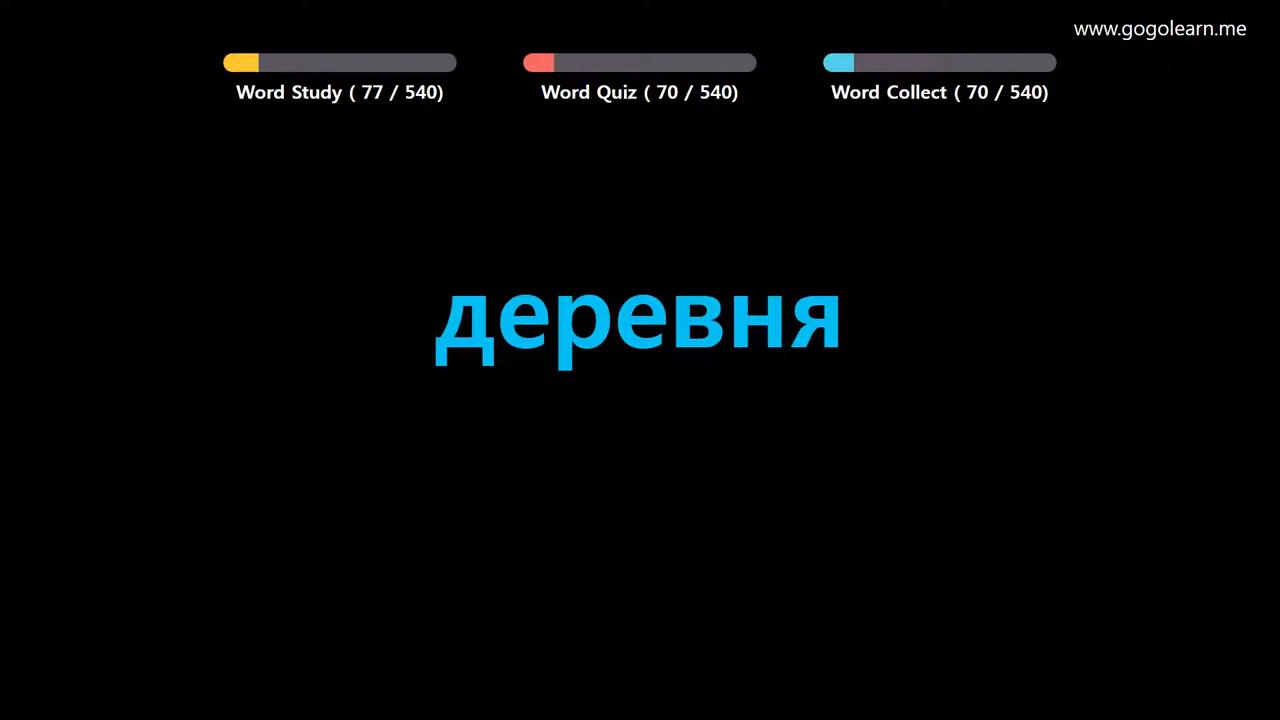 www.gogolearn.me
Word Study ( 77 / 540)
Word Quiz ( 70 / 540)
Word Collect ( 70 / 540)
деревня